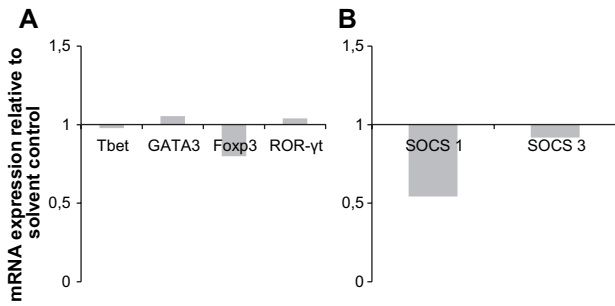 A
B
mRNA expression relative to
solvent control
1,5
1
0,5
0
Tbet GATA3 Foxp3 ROR-γt
1,5
1
0,5
0
SOCS 1 SOCS 3